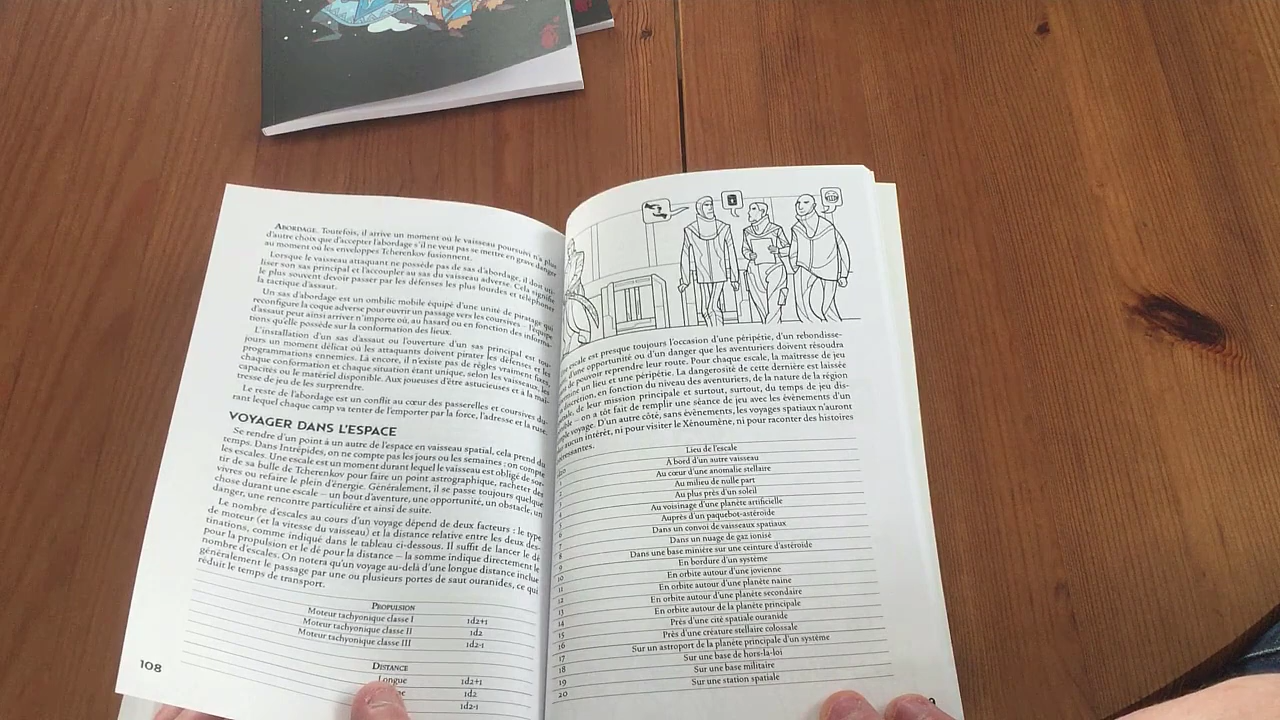 Abordage. Toutefois, il arrive un moment où le vaisseau poursuivi n'a plus
d'autre choix que d'accepter l'abordage s'il ne veut pas se mettre en grave danger
au moment où les enveloppes Tcherenkov fusionnent.
Lorsque le vaisseau attaquant ne possède pas de sas d'abordage, il doit uti-
liser son sas principal et l'accoupler au sas du vaisseau adverse. Cela signifie
le plus souvent devoir passer par les défenses les plus lourdes et téléphoner
la tactique d'assaut.
Un sas d'abordage est un ombilic mobile équipé d'une unité de piratage qui
reconfigure la coque adverse pour ouvrir un passage vers les coursives – l'équipe
d'assaut peut ainsi arriver n'importe où, au hasard ou en fonction des informa-
tions qu'elle possède sur la conformation des lieux.
L'installation d'un sas d'assaut ou l'ouverture d'un sas principal est tou-
jours un moment délicat où les attaquants doivent pirater les défenses et les
programmations ennemies. Là encore, il n'existe pas de règles vraiment fixes,
chaque conformation et chaque situation étant unique, selon les vaisseaux, les
capacités ou le matériel disponible. Aux joueuses d'être astucieuses et à la maî-
tresse de jeu de les surprendre.
Le reste de l'abordage est un conflit au cœur des passerelles et coursives du-
rant lequel chaque camp va tenter de l'emporter par la force, l'adresse et la ruse.
VOYAGER DANS L'ESPACE
Se rendre d'un point à un autre de l'espace en vaisseau spatial, cela prend du
temps. Dans Intrépides, on ne compte pas les jours ou les semaines : on compte
les escales. Une escale est un moment durant lequel le vaisseau est obligé de sor-
tir de sa bulle de Tcherenkov pour faire un point astrographique, racheter des
vivres ou refaire le plein d'énergie. Généralement, il se passe toujours quelque
chose durant une escale – un bout d'aventure, une opportunité, un obstacle, un
danger, une rencontre particulière et ainsi de suite.
Le nombre d'escales au cours d'un voyage dépend de deux facteurs : le type
de moteur (et la vitesse du vaisseau) et la distance relative entre les deux des-
tinations, comme indiqué dans le tableau ci-dessous. Il suffit de lancer le dé
pour la propulsion et le dé pour la distance – la somme indique directement le
nombre d'escales. On notera qu'un voyage au-delà d'une longue distance inclue
généralement le passage par une ou plusieurs portes de saut ouranides, ce qui
réduit le temps de transport.
Propulsion
Moteur tachyonique classe I 1d2+1
Moteur tachyonique classe II 1d2
Moteur tachyonique classe III 1d2-1
Distance
Longue 1d2+1
1d2
1d2-1
108
escale est presque toujours l'occasion d'une péripétie, d'un rebondisse-
d'une opportunité ou d'un danger que les aventuriers doivent résoudre
de pouvoir reprendre leur route. Pour chaque escale, la maîtresse de jeu
un lieu et une péripétie. La dangerosité de cette dernière est laissée
discrétion, en fonction du niveau des aventuriers, de la nature de la région
de leur mission principale et surtout, surtout, du temps de jeu dis-
– on a tôt fait de remplir une séance de jeu avec les évènements d'un
voyage. D'un autre côté, sans évènements, les voyages spatiaux n'auront
aucun intérêt, ni pour visiter le Xénoumène, ni pour raconter des histoires
Lieu de l'escale
À bord d'un autre vaisseau
Au cœur d'une anomalie stellaire
Au milieu de nulle part
Au plus près d'un soleil
Au voisinage d'une planète artificielle
Auprès d'un paquebot-astéroïde
Dans un convoi de vaisseaux spatiaux
Dans un nuage de gaz ionisé
Dans une base minière sur une ceinture d'astéroïde
9 En bordure d'un système
10 En orbite autour d'une jovienne
11 En orbite autour d'une planète naine
12 En orbite autour d'une planète secondaire
13 En orbite autour de la planète principale
14 Près d'une cité spatiale ouranide
15 Près d'une créature stellaire colossale
16 Sur un astroport de la planète principale d'un système
17 Sur une base de hors-la-loi
18 Sur une base militaire
19 Sur une station spatiale
20